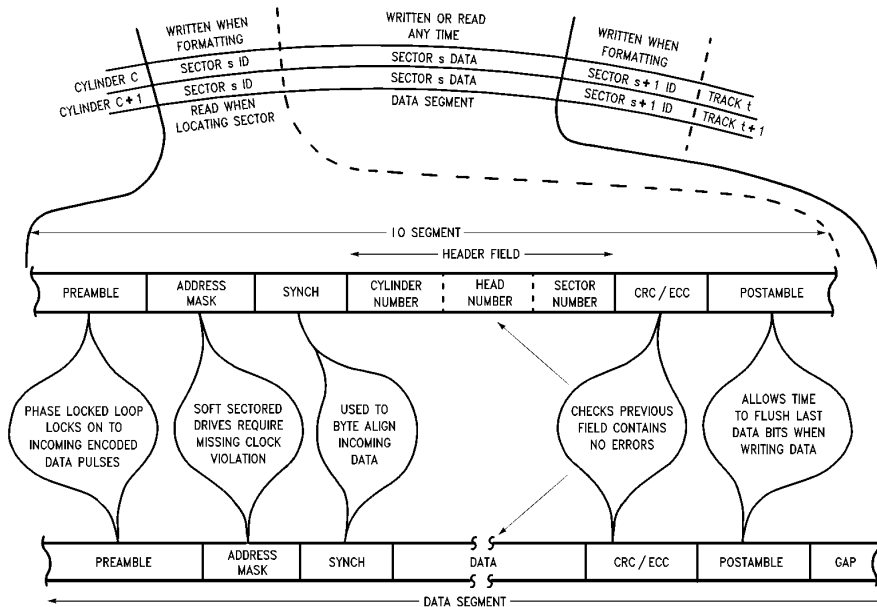 WRITTEN WHEN
FORMATTING
WRITTEN OR READ
ANY TIME
WRITTEN WHEN
FORMATTING
CYLINDER C
SECTOR s ID
SECTOR s DATA
SECTOR s+1 ID
TRACK t
CYLINDER C+1
SECTOR s ID
SECTOR s DATA
SECTOR s+1 ID
TRACK t+1
READ WHEN
LOCATING SECTOR
DATA SEGMENT
IO SEGMENT
HEADER FIELD
PREAMBLE
ADDRESS
MASK
SYNCH
CYLINDER
NUMBER
HEAD
NUMBER
SECTOR
NUMBER
CRC/ECC
POSTAMBLE
PHASE LOCKED LOOP
LOCKS ON TO
INCOMING ENCODED
DATA PULSES
SOFT SECTORED
DRIVES REQUIRE
MISSING CLOCK
VIOLATION
USED TO
BYTE ALIGN
INCOMING
DATA
CHECKS PREVIOUS
FIELD CONTAINS
NO ERRORS
ALLOWS TIME
TO FLUSH LAST
DATA BITS WHEN
WRITING DATA
PREAMBLE
ADDRESS
MASK
SYNCH
DATA
CRC/ECC
POSTAMBLE
GAP
DATA SEGMENT